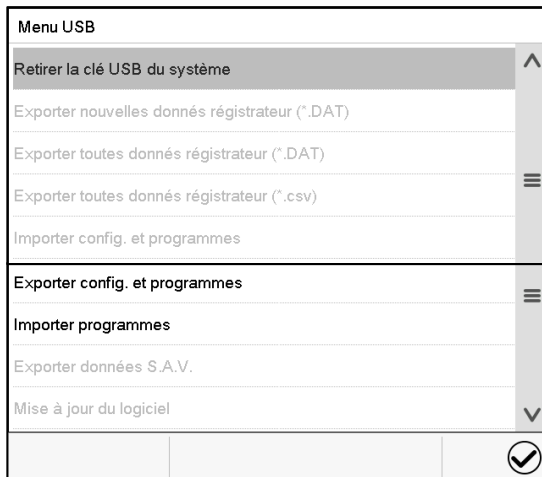 Menu USB
Retirer la clé USB du système
Exporter nouvelles donnés régistrateur (*.DAT)
Exporter toutes donnés régistrateur (*.DAT)
Exporter toutes donnés régistrateur (*.csv)
Importer config. et programmes
Exporter config. et programmes
Importer programmes
Exporter données S.A.V.
Mise à jour du logiciel